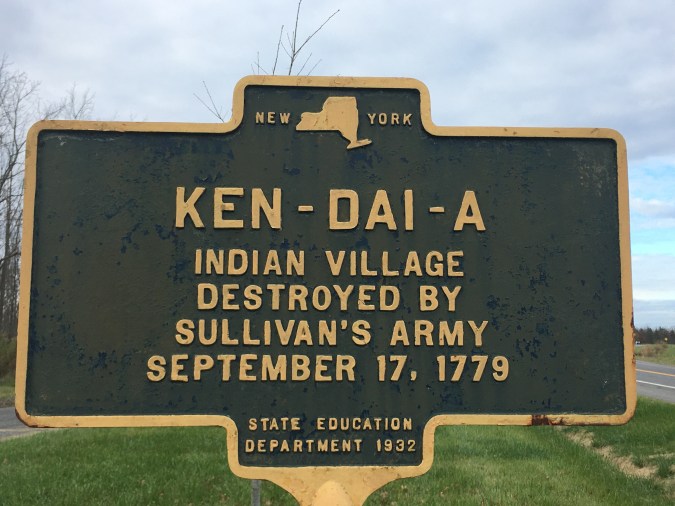 NEW YORK
KEN-DAI-A
INDIAN VILLAGE
DESTROYED BY
SULLIVAN'S ARMY
SEPTEMBER 17, 1779
STATE EDUCATION
DEPARTMENT 1932